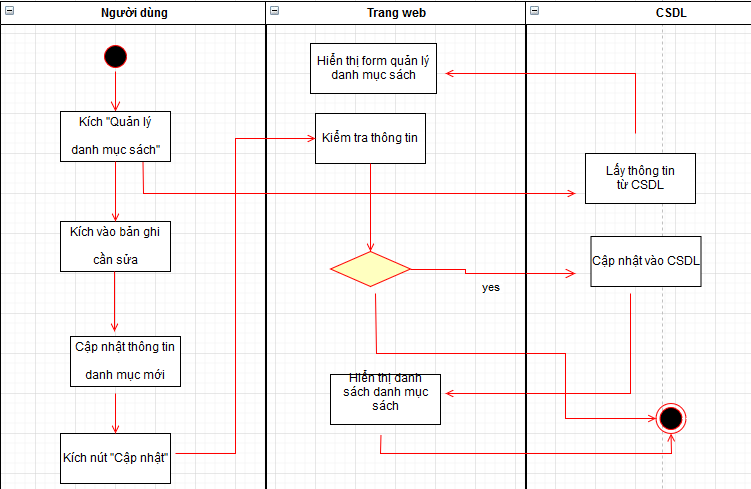 Người dùng
Trang web
CSDL
Hiển thị form quản lý
danh mục sách
Kích "Quản lý
danh mục sách"
Kiểm tra thông tin
Lấy thông tin
từ CSDL
Kích vào bản ghi
cần sửa
Cập nhật vào CSDL
yes
Cập nhật thông tin
danh mục mới
Hiển thị danh
sách danh mục
sách
Kích nút "Cập nhật"